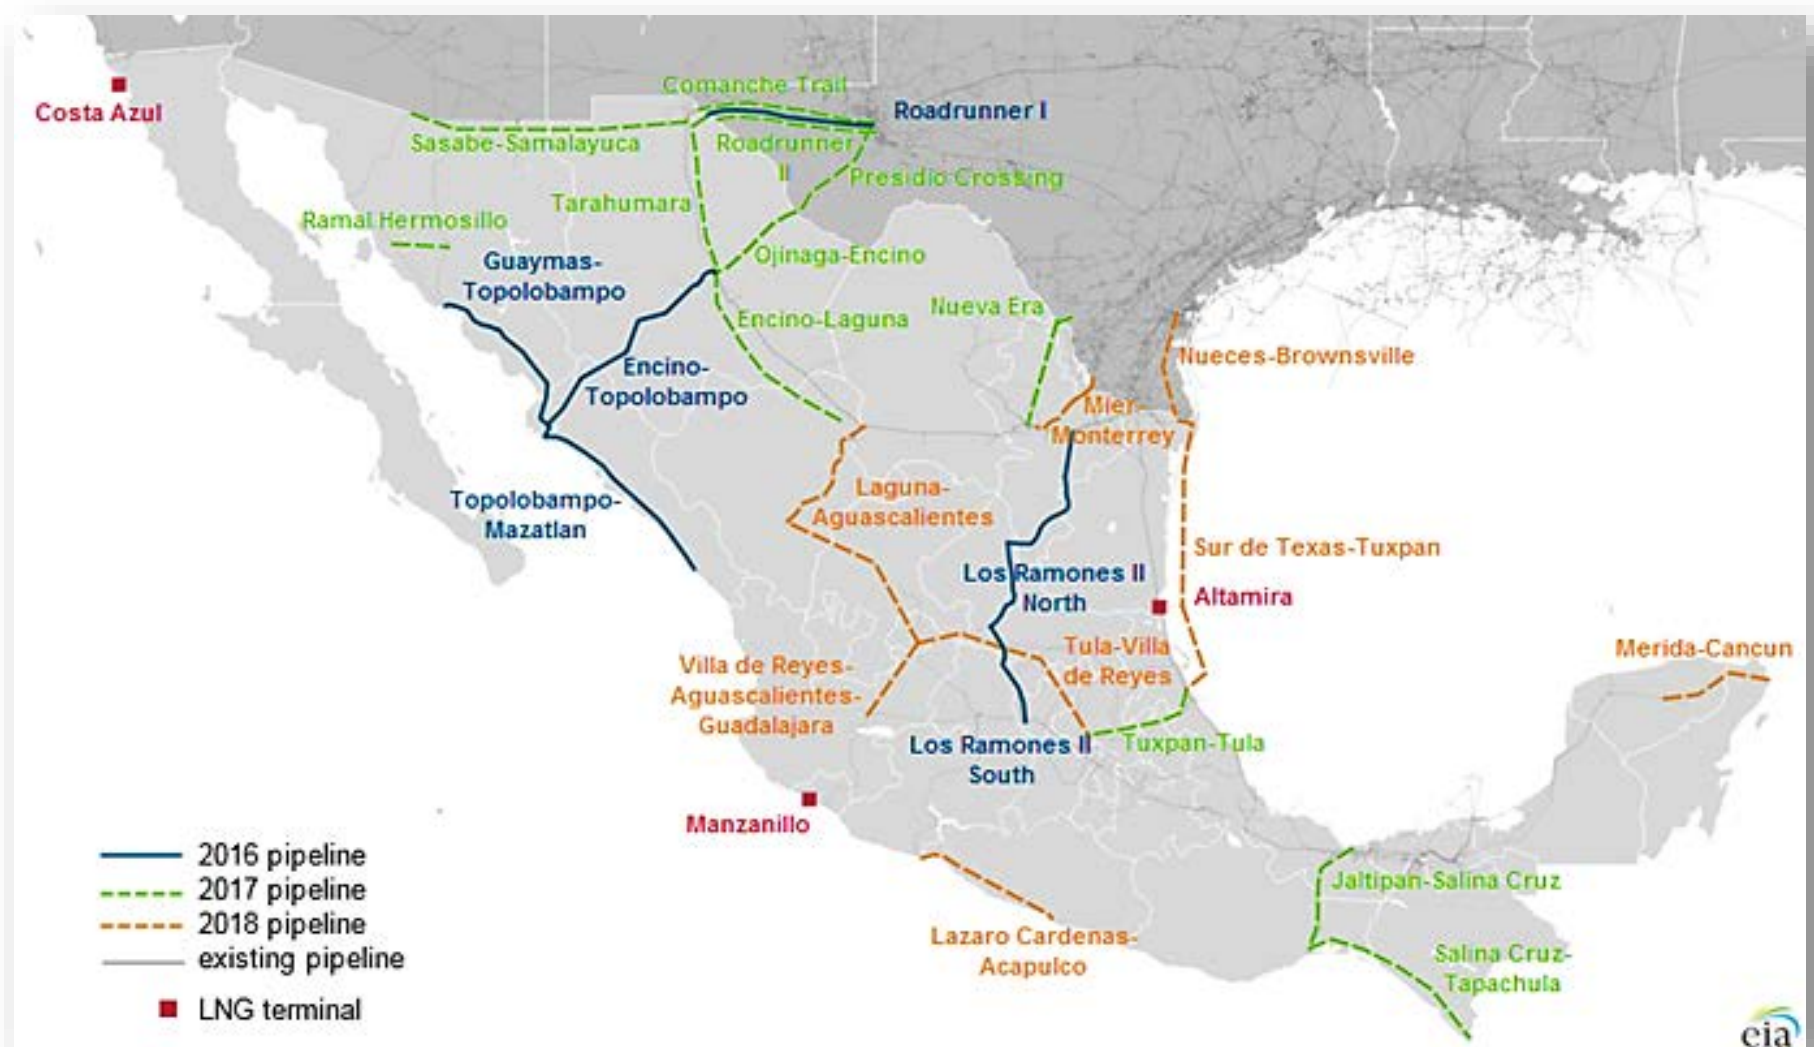 Costa Azul
Comanche Trail
Roadrunner I
Sasabe-Samalayuca
Roadrunner
II
Presidio Crossing
Tarahumara
Ramal Hermosillo
Guaymas-
Topolobampo
Ojinaga-Encino
Nueva Era
Encino-Laguna
Nueces-Brownsville
Encino-
Topolobampo
Mier-
Monterrey
Topolobampo-
Mazatlan
Laguna-
Aguascalientes
Sur de Texas-Tuxpan
Los Ramones II
North
Altamira
Tula-Villa
de Reyes
Merida-Cancun
Villa de Reyes-
Aguascalientes-
Guadalajara
Los Ramones II
South
Tuxpan-Tula
Manzanillo
Jaltipan-Salina Cruz
Lazaro Cardenas-
Acapulco
Salina Cruz-
Tapachula
2016 pipeline
2017 pipeline
2018 pipeline
existing pipeline
LNG terminal
eia